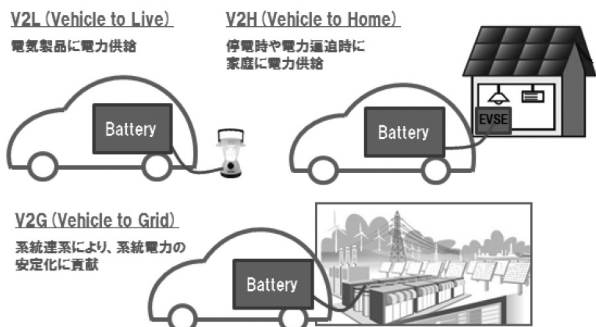 V2L (Vehicle to Live)
電気製品に電力供給
V2H (Vehicle to Home)
停電時や電力逼迫時に
家庭に電力供給
Battery
Battery
EVSE
V2G (Vehicle to Grid)
系統連系により、系統電力の
安定化に貢献
Battery